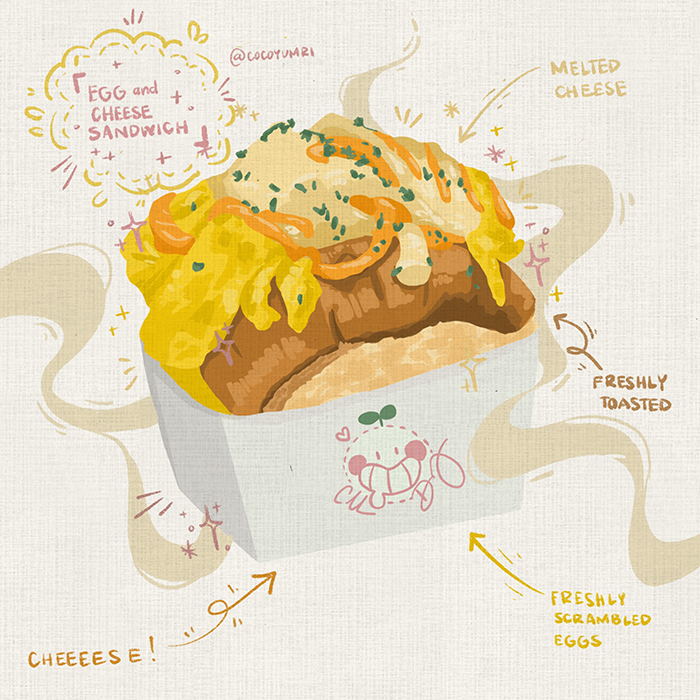 @COCOYUMRI
「EGG and
CHEESE
SANDWICH」
MELTED
CHEESE
FRESHLY
TOASTED
FRESHLY
SCRAMBLED
EGGS
CHEEEESE!